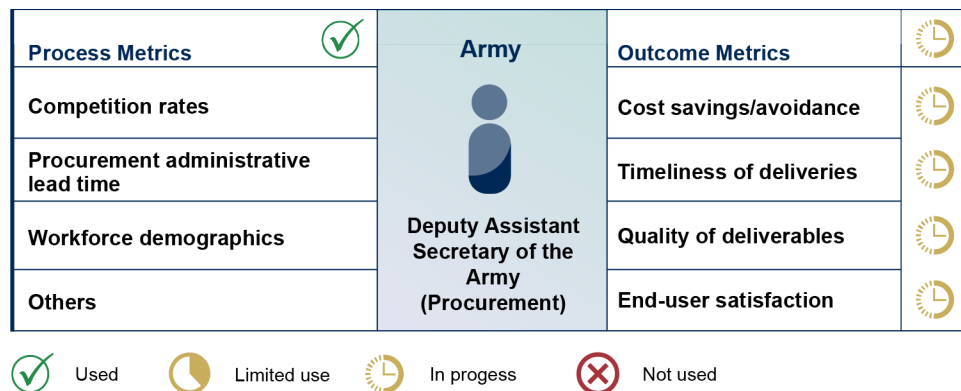 Process Metrics
Competition rates
Procurement administrative
lead time
Workforce demographics
Others
Army
Deputy Assistant
Secretary of the
Army
(Procurement)
Outcome Metrics
Cost savings/avoidance
Timeliness of deliveries
Quality of deliverables
End-user satisfaction
Used
Limited use
In progess
Not used